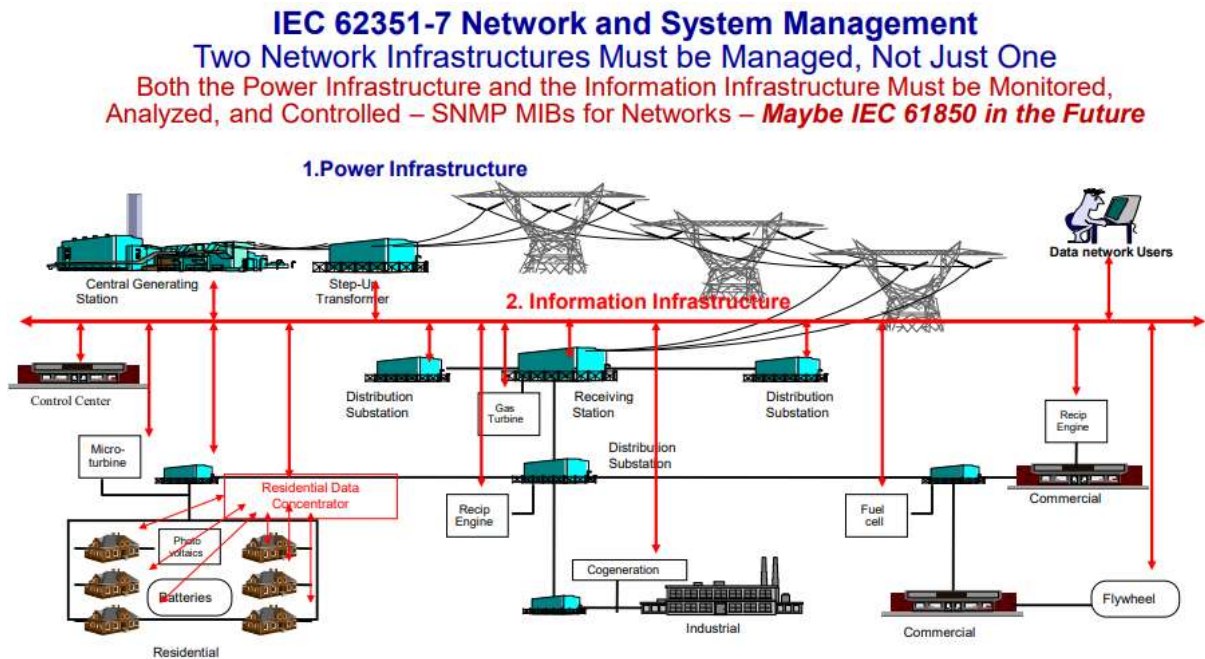 IEC 62351-7 Network and System Management
Two Network Infrastructures Must be Managed, Not Just One
Both the Power Infrastructure and the Information Infrastructure Must be Monitored,
Analyzed, and Controlled – SNMP MIBs for Networks – Maybe IEC 61850 in the Future
1.Power Infrastructure
Data network Users
Central Generating
Station
Step-Up
Transformer
2. Information Infrastructure
Control Center
Distribution
Substation
Gas
Turbine
Receiving
Station
Distribution
Substation
Recip
Engine
Micro-
turbine
Distribution
Substation
Residential Data
Concentrator
Recip
Engine
Fuel
cell
Commercial
Photo
voltaics
Batteries
Cogeneration
Flywheel
Industrial
Commercial
Residential